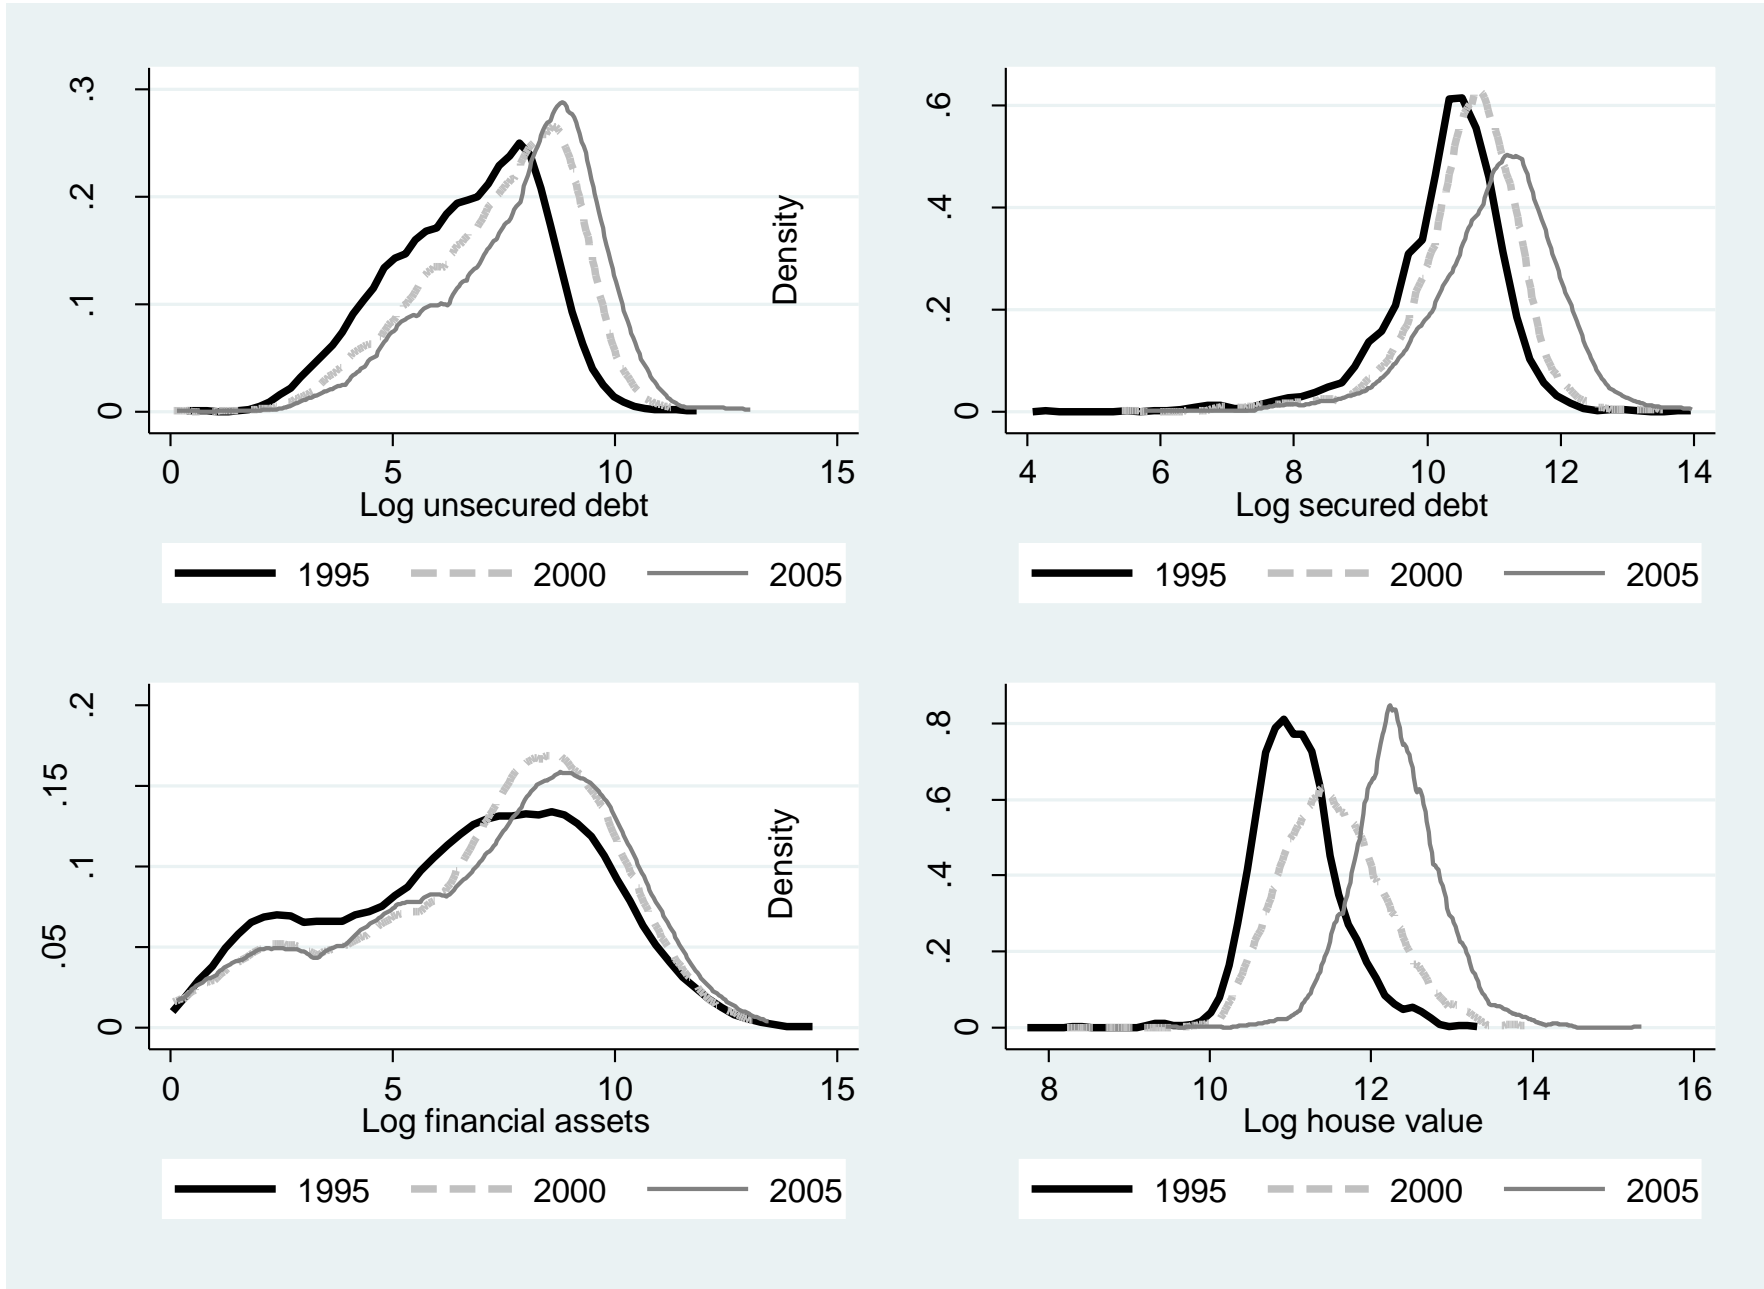 .3
.2
.1
0
Density
0 5 10 15
Log unsecured debt
1995 2000 2005
.6
.4
.2
0
4 6 8 10 12 14
Log secured debt
1995 2000 2005
.2
.15
.1
.05
0
Density
0 5 10 15
Log financial assets
1995 2000 2005
.8
.6
.4
.2
0
8 10 12 14 16
Log house value
1995 2000 2005